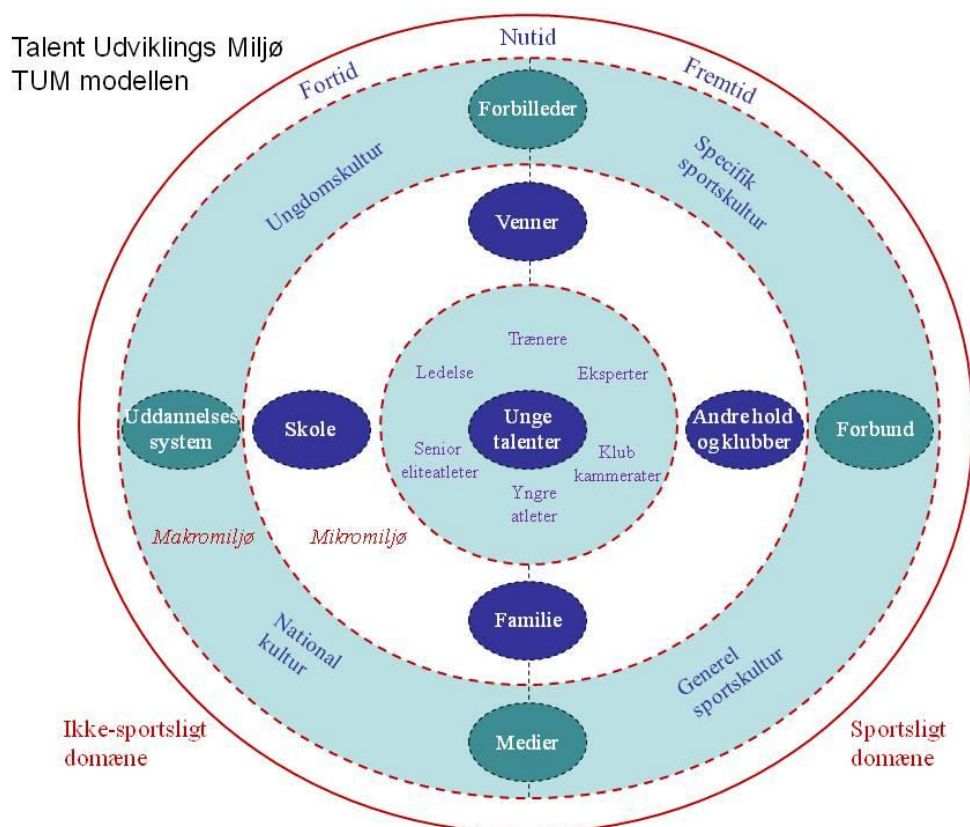 Talent Udviklings Miljø
TUM modellen
Fortid
Nutid
Fremtid
Forbilleder
Ungdomskultur
Specifik
sportskultur
Venner
Trænere
Ledelse
Eksperter
Uddannelses
system
Skole
Unge
talenter
Andre hold
og klubber
Forbund
Senior
eliteatleter
Klub
kammerater
Yngre
atleter
Makromiljø
Mikromiljø
Familie
National
kultur
Generel
sportskultur
Medier
Ikke-sportsligt
domæne
Sportsligt
domæne